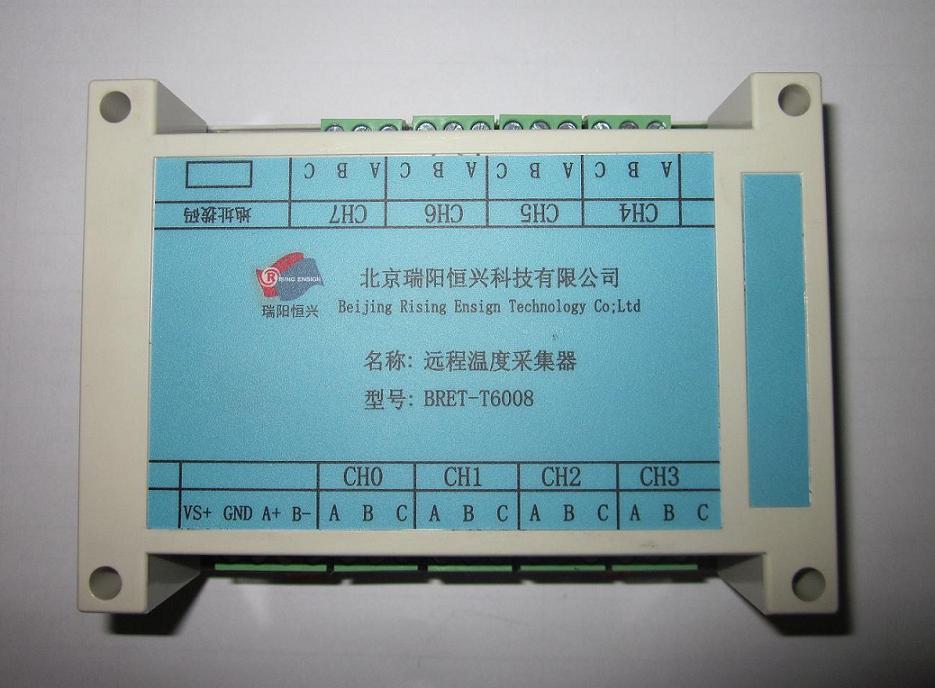 C B A C B A C B A C B A
地址拨码 CH7 CH6 CH5 CH4
® RISING ENSIGN
瑞阳恒兴
北京瑞阳恒兴科技有限公司
Beijing Rising Ensign Technology Co;Ltd
名称: 远程温度采集器
型号: BRET-T6008
CH0 CH1 CH2 CH3
VS+ GND A+ B- A B C A B C A B C A B C